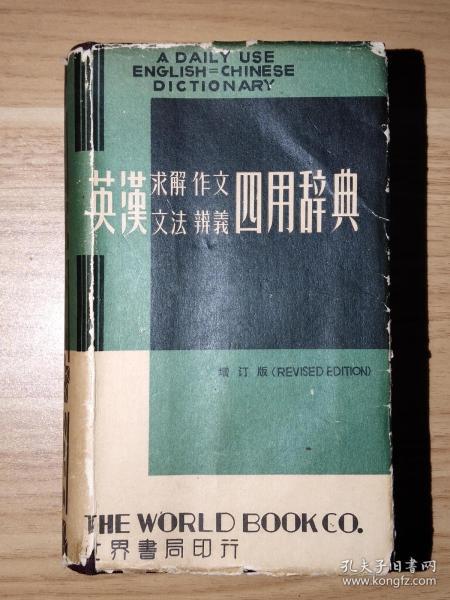 A DAILY USE
ENGLISH=CHINESE
DICTIONARY
英漢求解作文文法辨義四用辞典
增订版(REVISED EDITION)
THE WORLD BOOK CO.
世界書局印行
孔夫子旧书网
www.kongfz.com